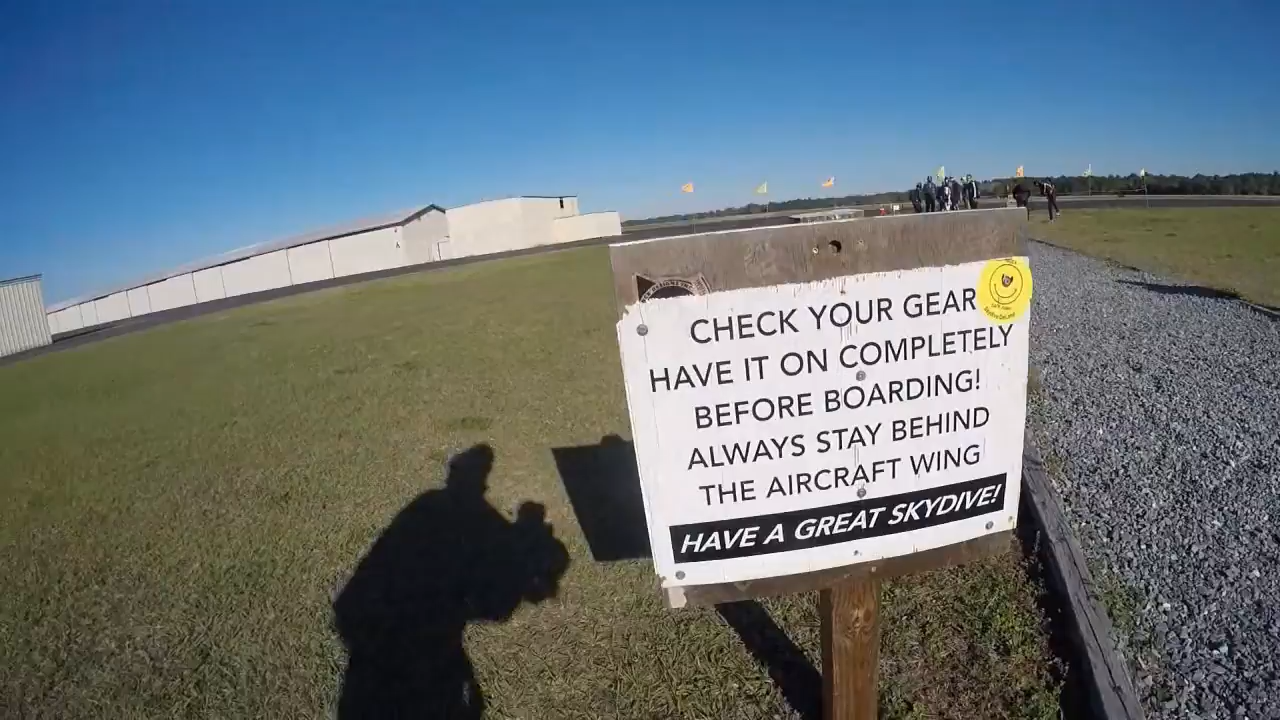 CHECK YOUR GEAR
HAVE IT ON COMPLETELY
BEFORE BOARDING!
ALWAYS STAY BEHIND
THE AIRCRAFT WING
HAVE A GREAT SKYDIVE!